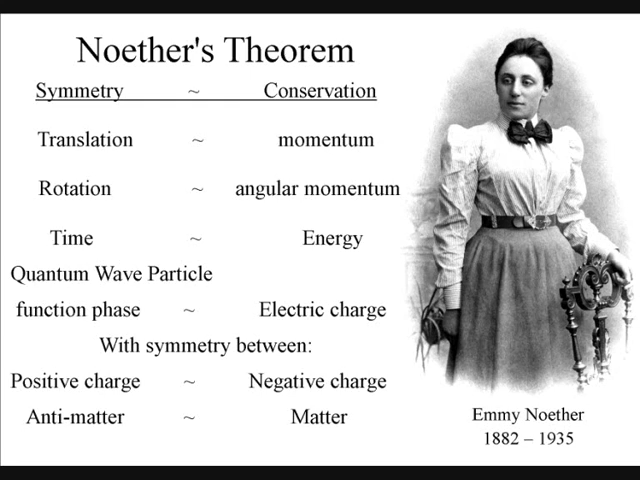 Noether's Theorem
Symmetry ~ Conservation
Translation ~ momentum
Rotation ~ angular momentum
Time ~ Energy
Quantum Wave Particle
function phase ~ Electric charge
With symmetry between:
Positive charge ~ Negative charge
Anti-matter ~ Matter
Emmy Noether
1882 – 1935